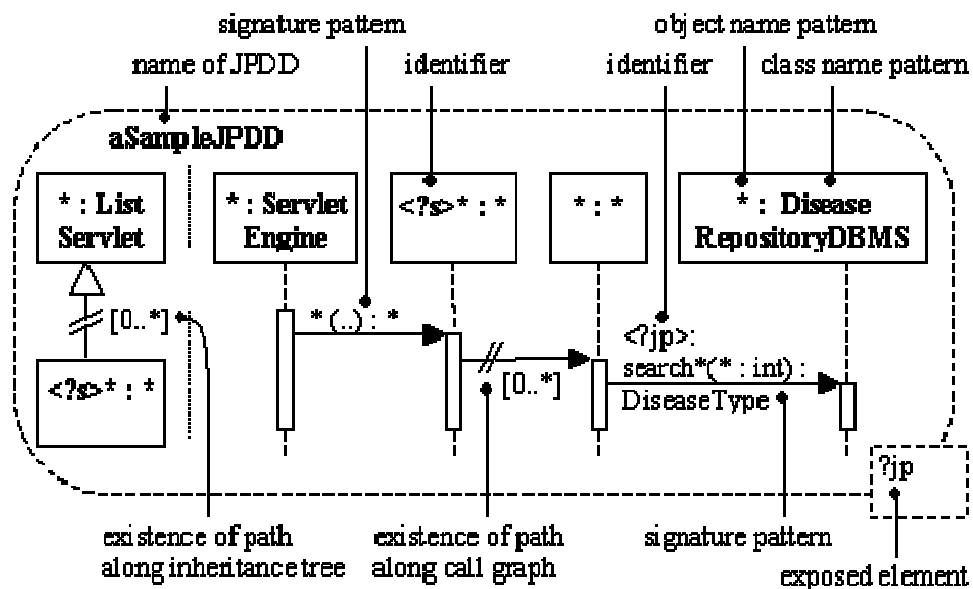 signature pattern
object name pattern
name of JPDD
identifier
identifier
class name pattern
aSampleJPDD
* : List
Servlet
* : Servlet
Engine
<?s>* : *
* : *
* : Disease
RepositoryDBMS
[0..*]
* (..) : *
<?jp>:
search*(* : int) :
DiseaseType
[0..*]
<?s>* : *
?jp
existence of path
along inheritance tree
existence of path
along call graph
signature pattern
exposed element